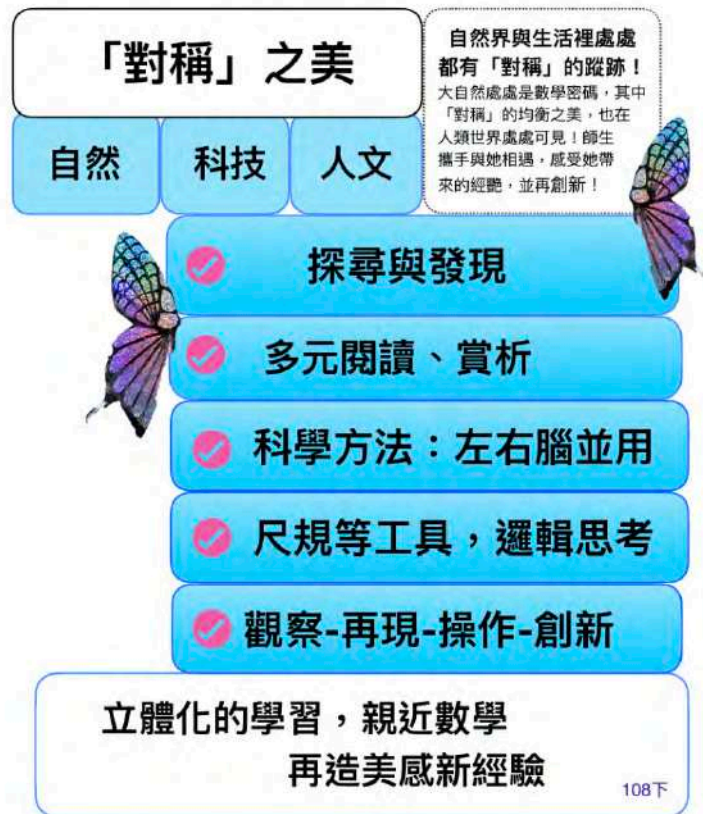 「對稱」之美
自然界與生活裡處處
都有「對稱」的蹤跡！
大自然處處是數學密碼，其中
「對稱」的均衡之美，也在
人類世界處處可見！師生
攜手與她相遇，感受她帶
來的經艷，並再創新！
自然
科技
人文
探尋與發現
多元閱讀、賞析
科學方法：左右腦並用
尺規等工具，邏輯思考
觀察-再現-操作-創新
立體化的學習，親近數學
再造美感新經驗
108下